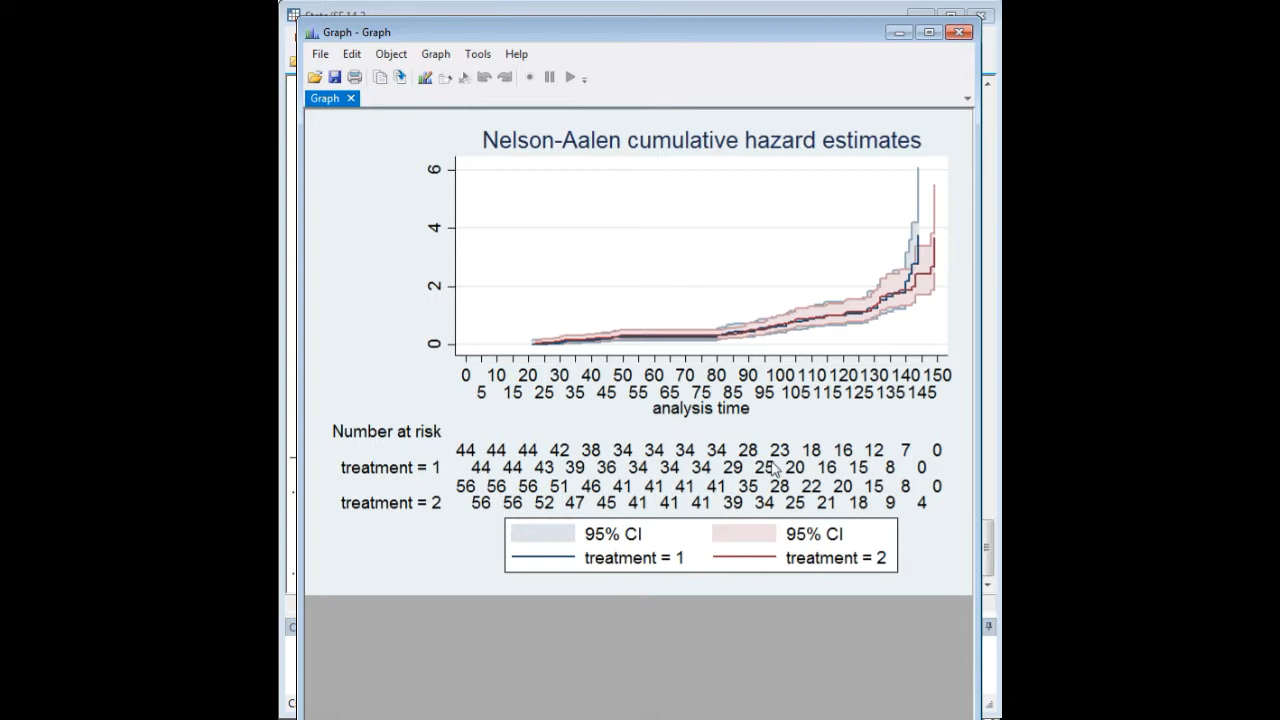 Graph - Graph
File Edit Object Graph Tools Help
Graph
Nelson-Aalen cumulative hazard estimates
6
4
2
0
0 10 20 30 40 50 60 70 80 90 100 110 120 130 140 150
5 15 25 35 45 55 65 75 85 95 105 115 125 135 145
analysis time
Number at risk
44 44 44 42 38 34 34 34 34 28 23 18 16 12 7 0
treatment = 1 44 44 43 39 36 34 34 34 29 25 20 16 15 8 0
56 56 56 51 46 41 41 41 41 35 28 22 20 15 8 0
treatment = 2 56 56 52 47 45 41 41 41 39 34 25 21 18 9 4
95% CI 95% CI
treatment = 1 treatment = 2